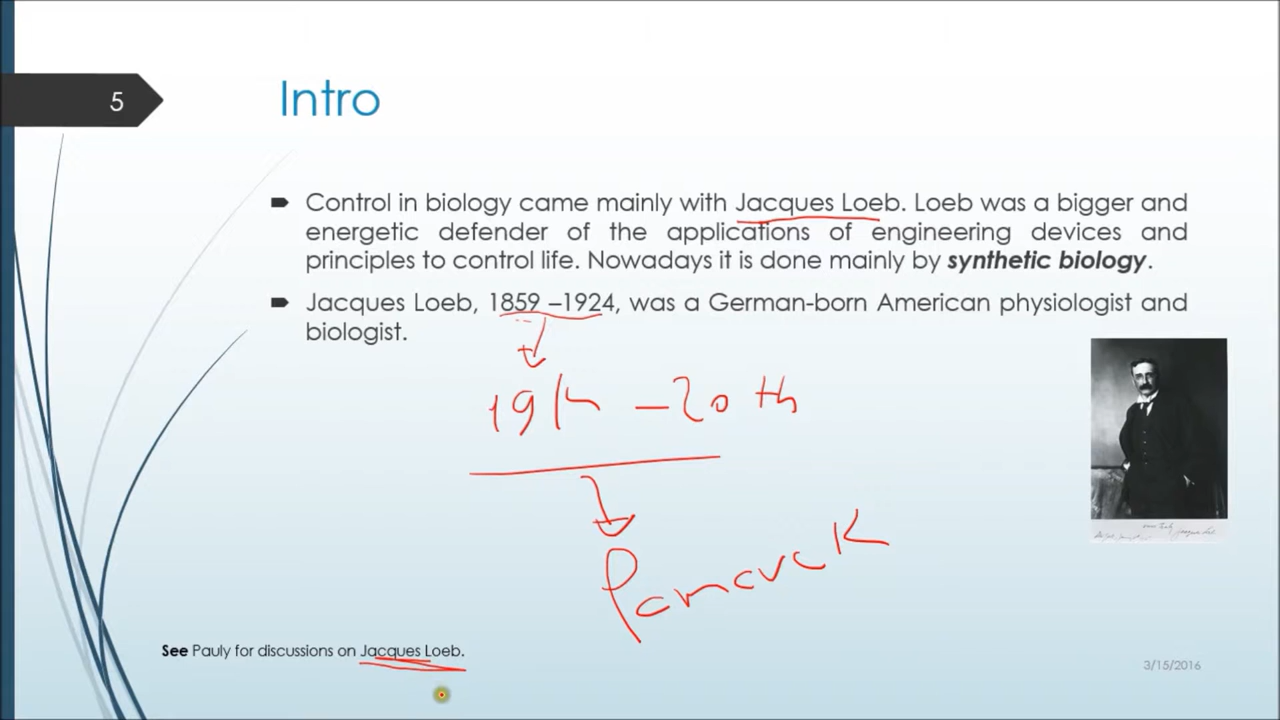 5
Intro
Control in biology came mainly with Jacques Loeb. Loeb was a bigger and
energetic defender of the applications of engineering devices and
principles to control life. Nowadays it is done mainly by synthetic biology.
Jacques Loeb, 1859 –1924, was a German-born American physiologist and
biologist.
19th – 20 th
See Pauly for discussions on Jacques Loeb.
3/15/2016